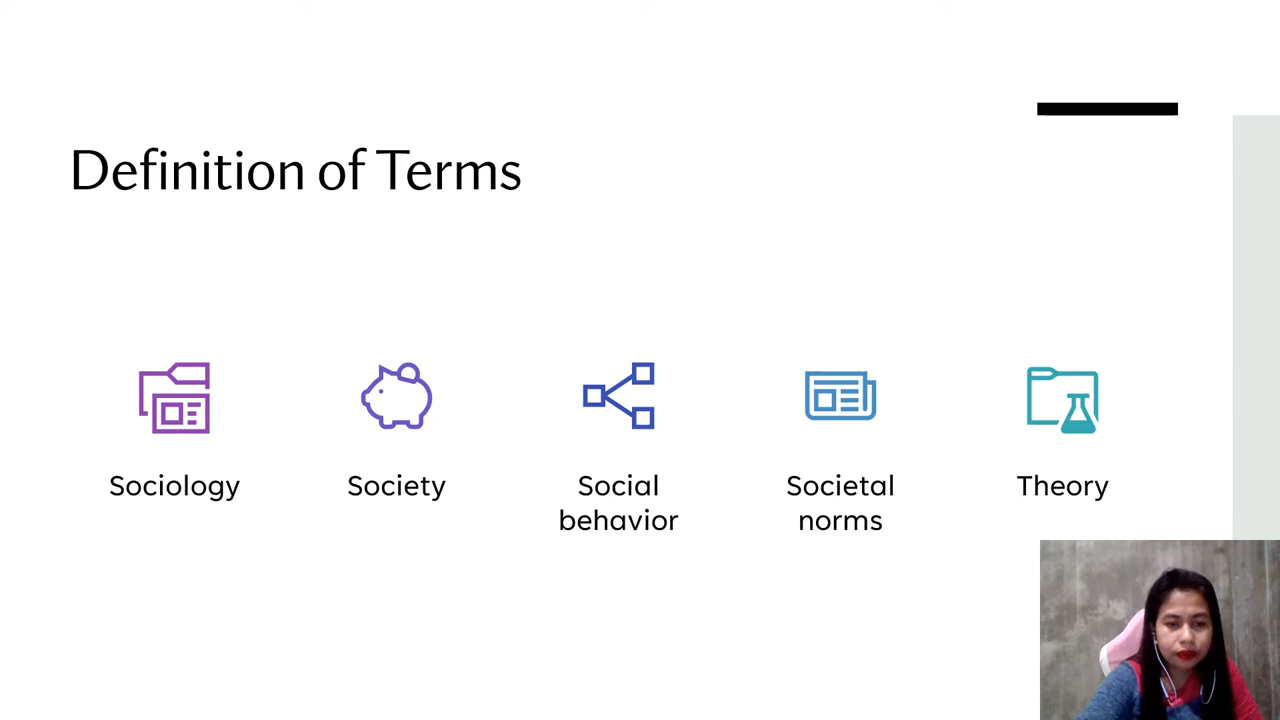 Definition of Terms
Sociology
Society
Social
behavior
Societal
norms
Theory